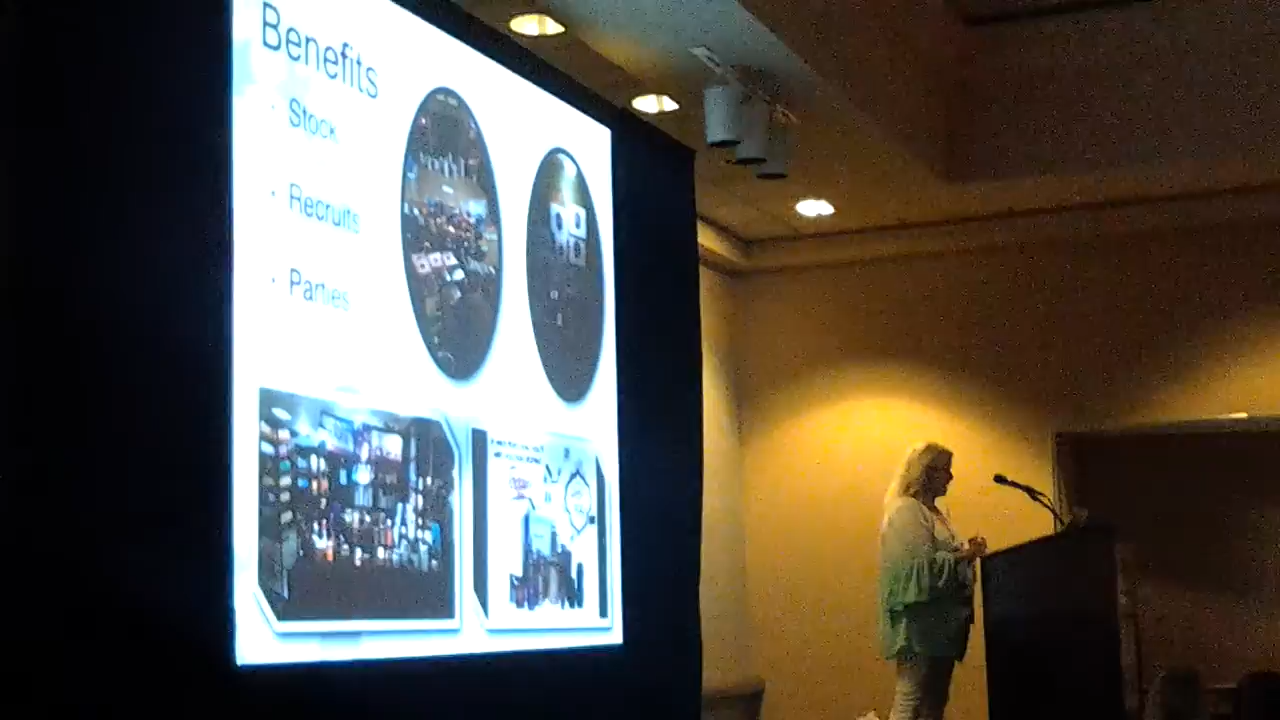 Benefits
• Stock
• Recruits
• Parties